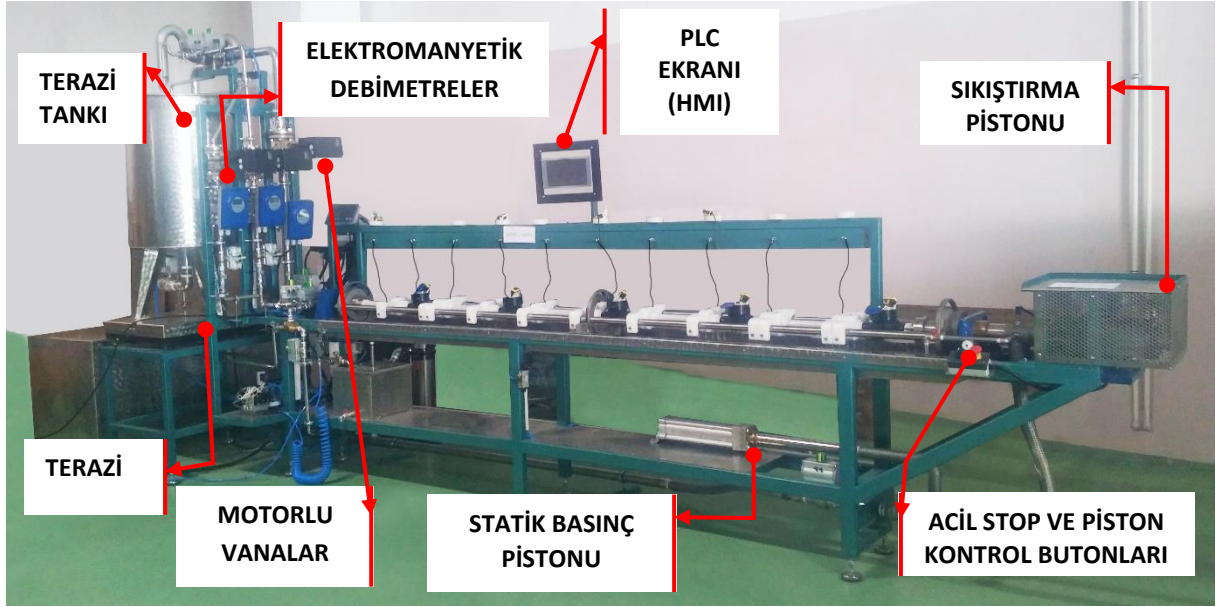 TERAZİ
TANKI
ELEKTROMANYETİK
DEBİMETRELER
PLC
EKRANI
(HMI)
SIKIŞTIRMA
PİSTONU
TERAZİ
MOTORLU
VANALAR
STATİK BASINÇ
PİSTONU
ACİL STOP VE PİSTON
KONTROL BUTONLARI